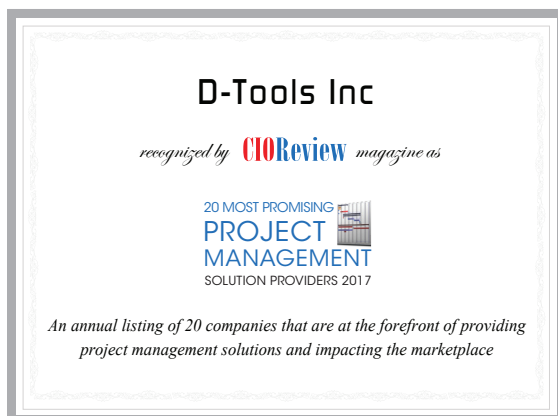 D-Tools Inc
recognized by CIOReview magazine as
20 MOST PROMISING
PROJECT
MANAGEMENT
SOLUTION PROVIDERS 2017
An annual listing of 20 companies that are at the forefront of providing
project management solutions and impacting the marketplace